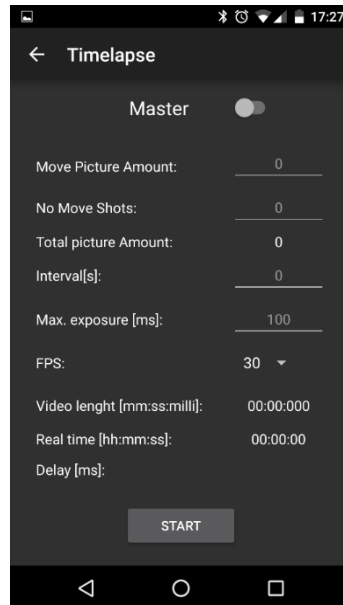 17:27
Timelapse
Master
Move Picture Amount: 0
No Move Shots: 0
Total picture Amount: 0
Interval[s]: 0
Max. exposure [ms]: 100
FPS: 30
Video lenght [mm:ss:milli]: 00:00:000
Real time [hh:mm:ss]: 00:00:00
Delay [ms]:
START